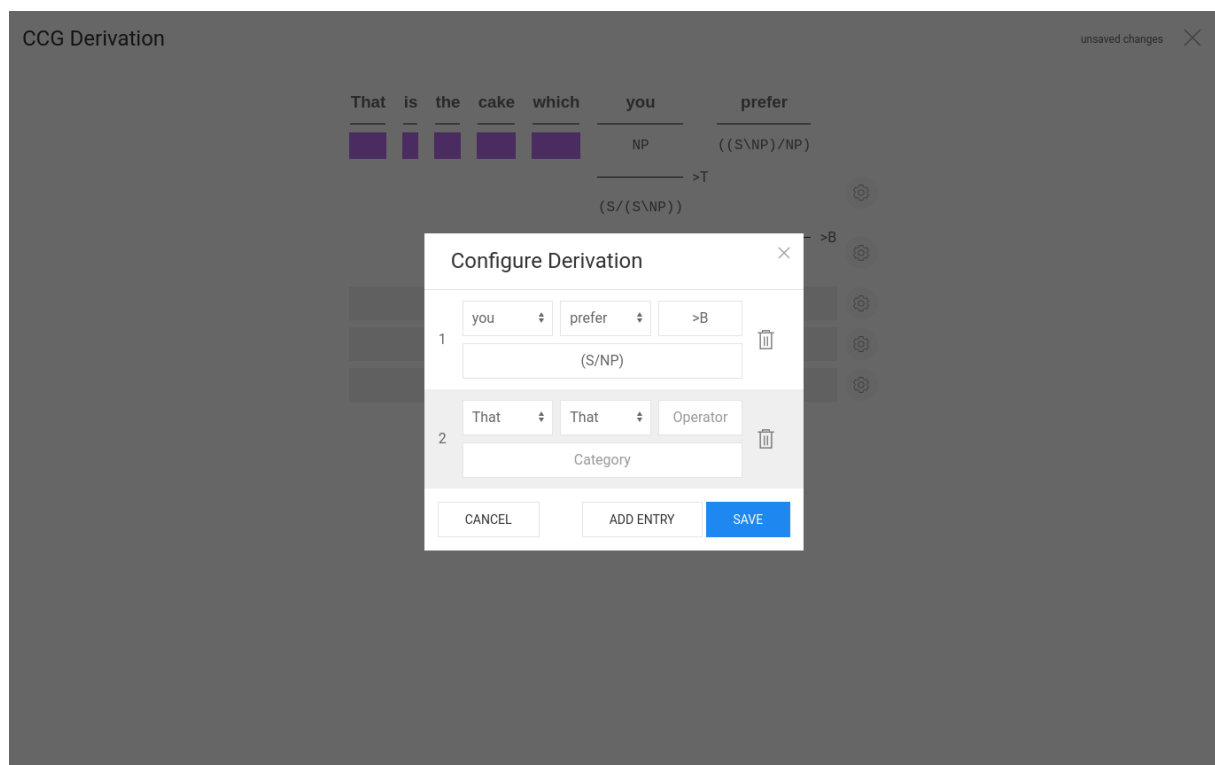 CCG Derivation
unsaved changes
That is the cake which you prefer
NP ((S\NP)/NP)
>T
(S/(S\NP))
>B
Configure Derivation
1
you prefer >B
(S/NP)
2
That That Operator
Category
CANCEL ADD ENTRY SAVE